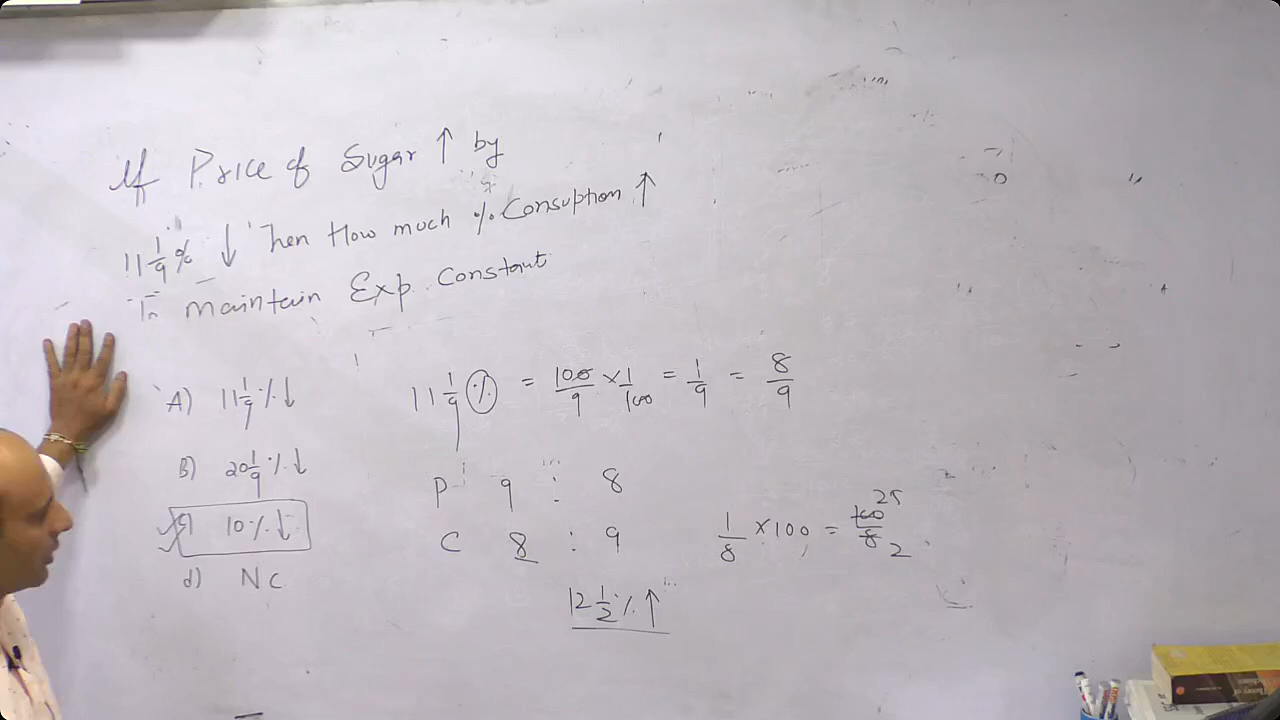 If Price of Sugar ↑ by
11 1/9 % ↓ Then How much % Consuption ↑
To maintain Exp. Constant
A) 11 1/9 % ↓
B) 20 1/9 % ↓
c) 10 % ↓
d) NC
11 1/9 % = 100/9 × 1/100 = 1/9 = 8/9
P 9 : 8
C 8 : 9
12 1/2 % ↑
1/8 × 100 = 100/8 25 2